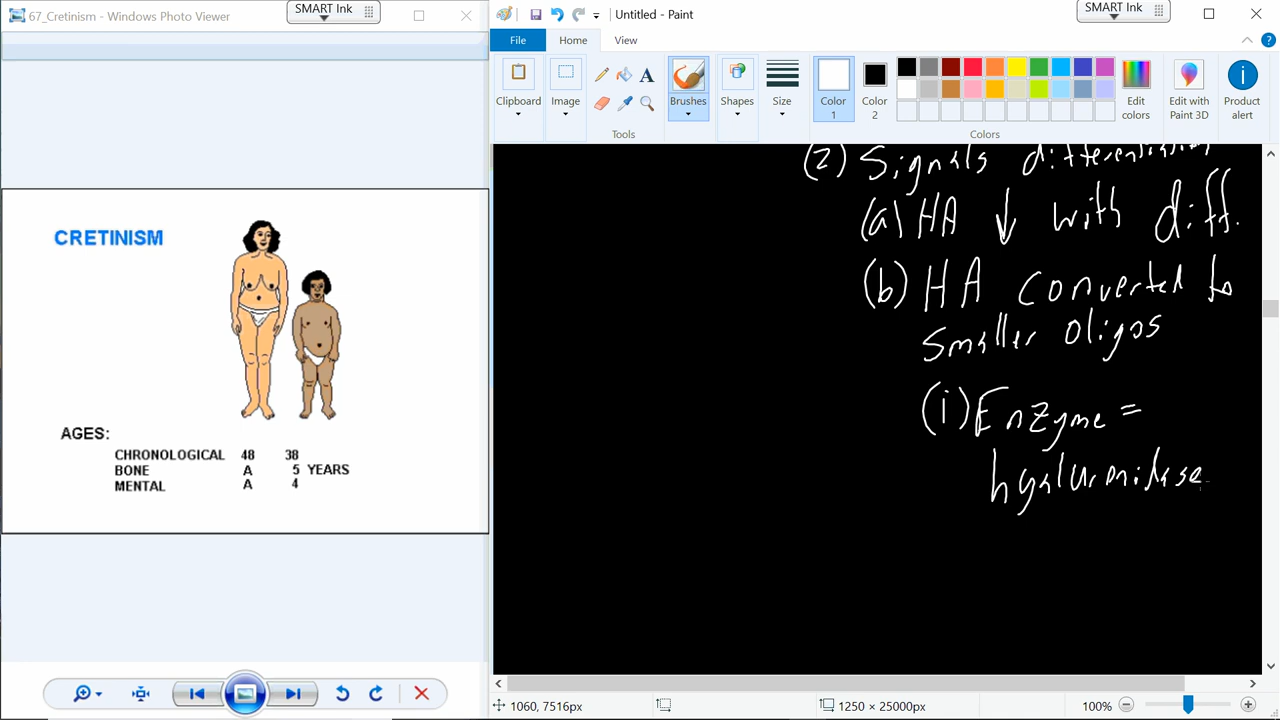 67_Cretinism - Windows Photo Viewer
SMART Ink
CRETINISM
AGES:
CHRONOLOGICAL 48 38
BONE A 5 YEARS
MENTAL A 4
Untitled - Paint
SMART Ink
File Home View
Clipboard
Image
Tools
Brushes
Shapes
Size
Color 1
Color 2
Edit colors
Edit with Paint 3D
Product alert
Colors
(2) Signals differentiation
(a) HA ↓ with diff.
(b) HA converted to
smaller oligos
(i) Enzyme =
hyaluronidase
1060, 7516px
1250 × 25000px
100%